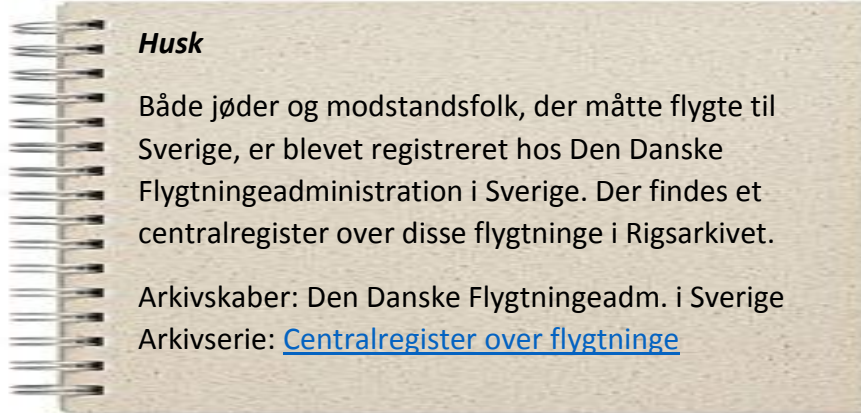 Husk
Både jøder og modstandsfolk, der måtte flygte til
Sverige, er blevet registreret hos Den Danske
Flygtningeadministration i Sverige. Der findes et
centralregister over disse flygtninge i Rigsarkivet.
Arkivskaber: Den Danske Flygtningeadm. i Sverige
Arkivserie: Centralregister over flygtninge